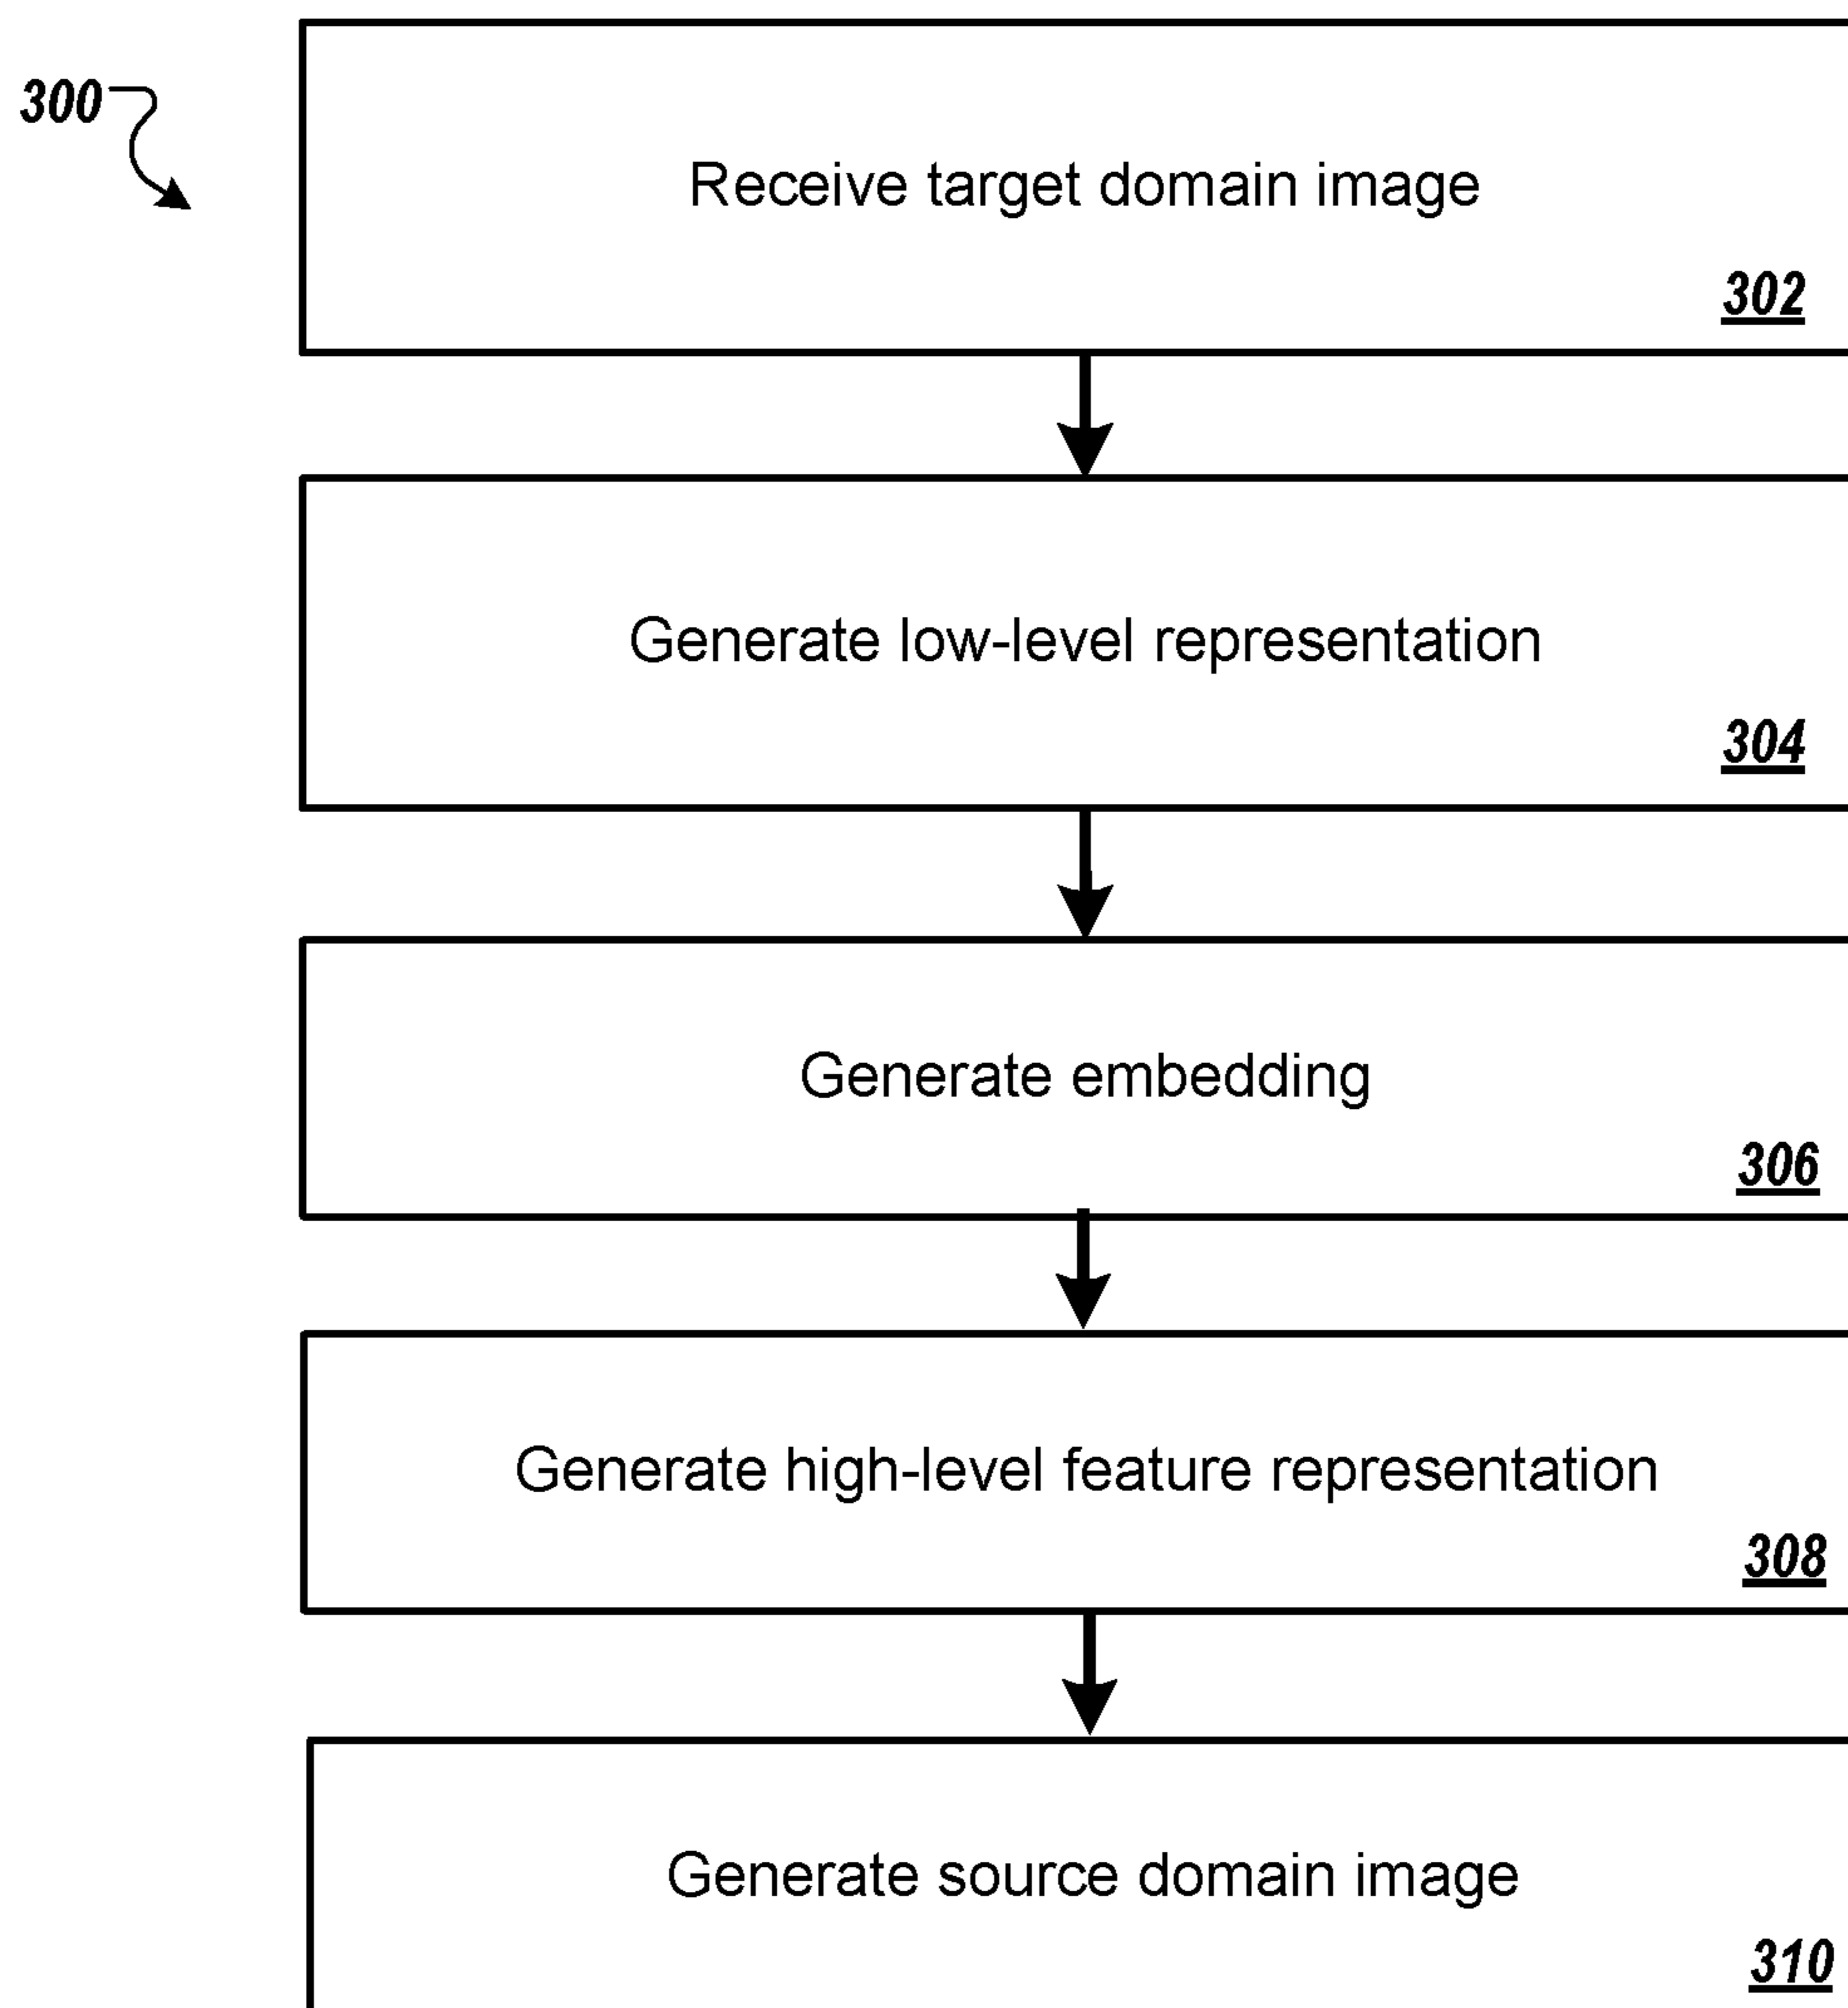 300
Receive target domain image
302
Generate low-level representation
304
Generate embedding
306
Generate high-level feature representation
308
Generate source domain image
310